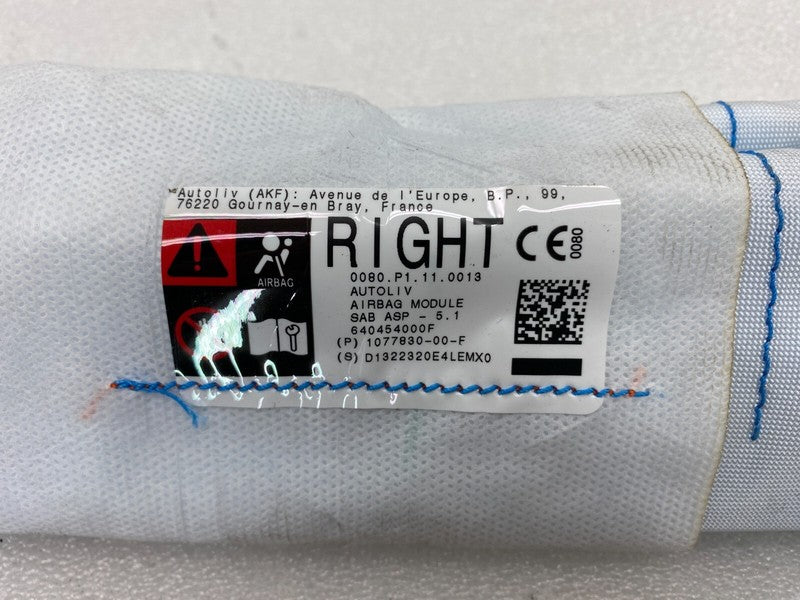 Autoliv (AKF): Avenue de l'Europe, B.P., 99,
76220 Gournay-en Bray, France
RIGHT CE 0080
AIRBAG
0080.P1.11.0013
AUTOLIV
AIRBAG MODULE
SAB ASP - 5.1
640454000F
(P) 1077830-00-F
(S) D1322320E4LEMX0